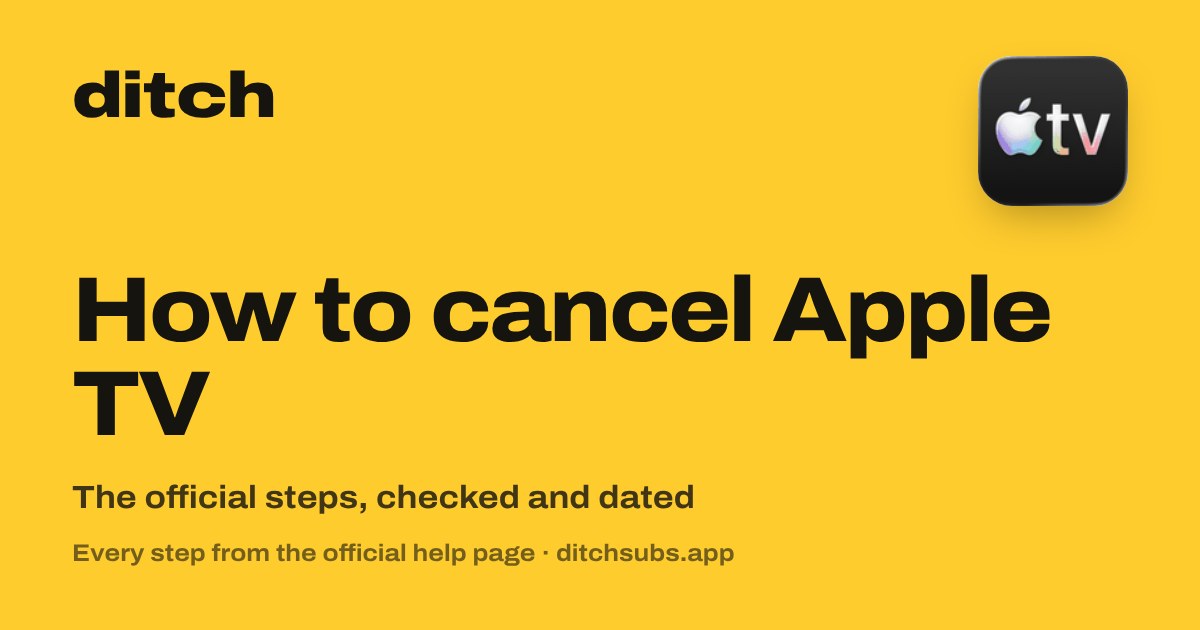 ditch
tv
How to cancel Apple
TV
The official steps, checked and dated
Every step from the official help page · ditchsubs.app